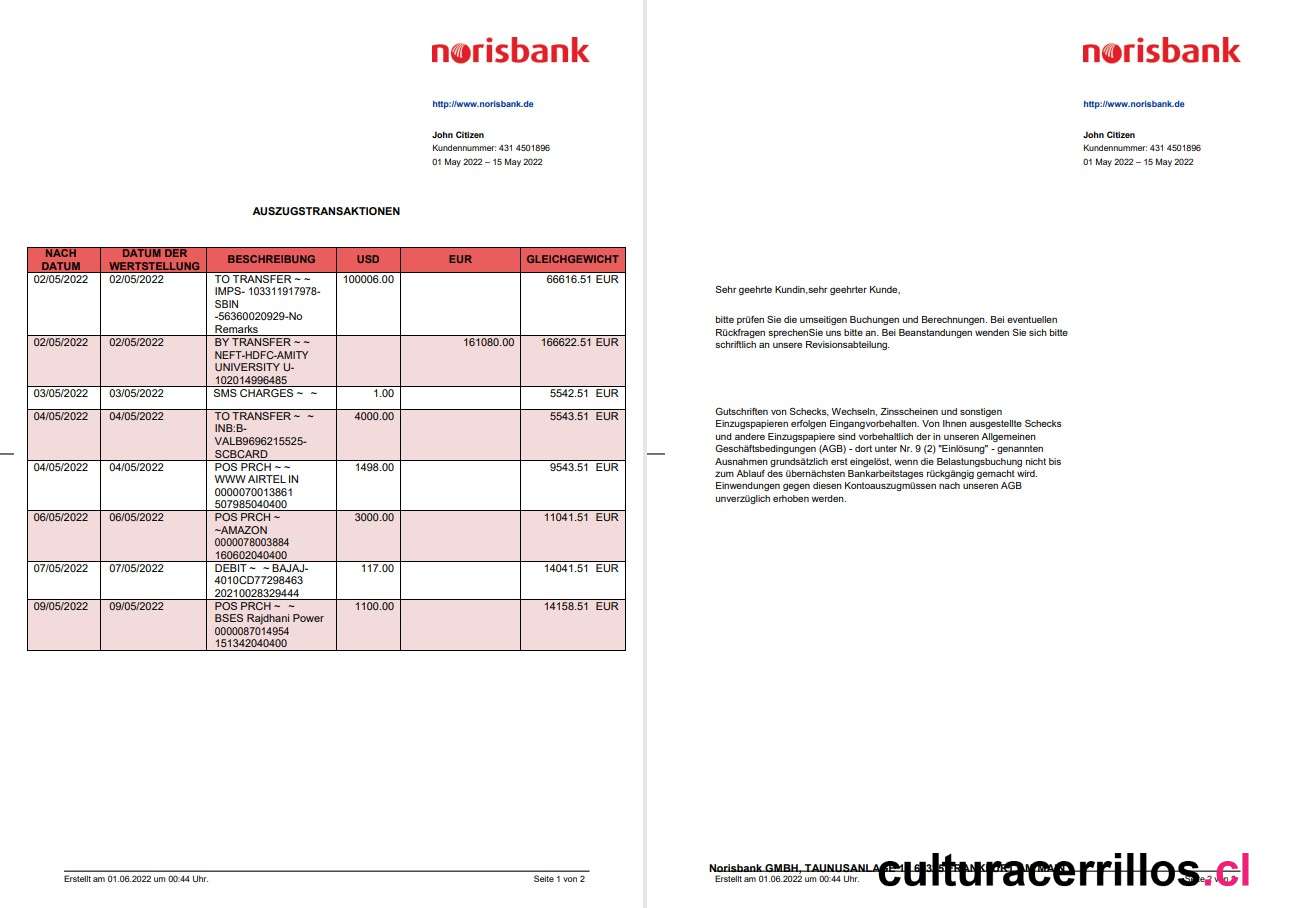 norisbank
http://www.norisbank.de
John Citizen
Kundennummer: 431 4501896
01 May 2022 – 15 May 2022
AUSZUGSTRANSAKTIONEN
NACH DATUM DATUM DER WERTSTELLUNG BESCHREIBUNG USD EUR GLEICHGEWICHT
02/05/2022 02/05/2022 TO TRANSFER ~ ~ 100006.00 66616.51 EUR
IMPS- 103311917978-
SBIN
-56360020929-No
Remarks
02/05/2022 02/05/2022 BY TRANSFER ~ ~ 161080.00 166622.51 EUR
NEFT-HDFC-AMITY
UNIVERSITY U-
102014996485
03/05/2022 03/05/2022 SMS CHARGES ~ ~ 1.00 5542.51 EUR
04/05/2022 04/05/2022 TO TRANSFER ~ ~ 4000.00 5543.51 EUR
INB:B-
VALB9696215525-
SCBCARD
04/05/2022 04/05/2022 POS PRCH ~ ~ 1498.00 9543.51 EUR
WWW AIRTEL IN
0000070013861
507985040400
06/05/2022 06/05/2022 POS PRCH ~ 3000.00 11041.51 EUR
~AMAZON
0000078003884
160602040400
07/05/2022 07/05/2022 DEBIT ~ ~ BAJAJ- 117.00 14041.51 EUR
4010CD77298463
20210028329444
09/05/2022 09/05/2022 POS PRCH ~ ~ 1100.00 14158.51 EUR
BSES Rajdhani Power
0000087014954
151342040400
Erstellt am 01.06.2022 um 00:44 Uhr. Seite 1 von 2
norisbank
http://www.norisbank.de
John Citizen
Kundennummer: 431 4501896
01 May 2022 – 15 May 2022
Sehr geehrte Kundin,sehr geehrter Kunde,
bitte prüfen Sie die umseitigen Buchungen und Berechnungen. Bei eventuellen
Rückfragen sprechenSie uns bitte an. Bei Beanstandungen wenden Sie sich bitte
schriftlich an unsere Revisionsabteilung.
Gutschriften von Schecks, Wechseln, Zinsscheinen und sonstigen
Einzugspapieren erfolgen Eingangvorbehalten. Von Ihnen ausgestellte Schecks
und andere Einzugspapiere sind vorbehaltlich der in unseren Allgemeinen
Geschäftsbedingungen (AGB) - dort unter Nr. 9 (2) "Einlösung" - genannten
Ausnahmen grundsätzlich erst eingelöst, wenn die Belastungsbuchung nicht bis
zum Ablauf des übernächsten Bankarbeitstages rückgängig gemacht wird.
Einwendungen gegen diesen Kontoauszugmüssen nach unseren AGB
unverzüglich erhoben werden.
Norisbank GMBH, TAUNUSANLAGE
Erstellt am 01.06.2022 um 00:44 Uhr.
culturacerrillos.cl